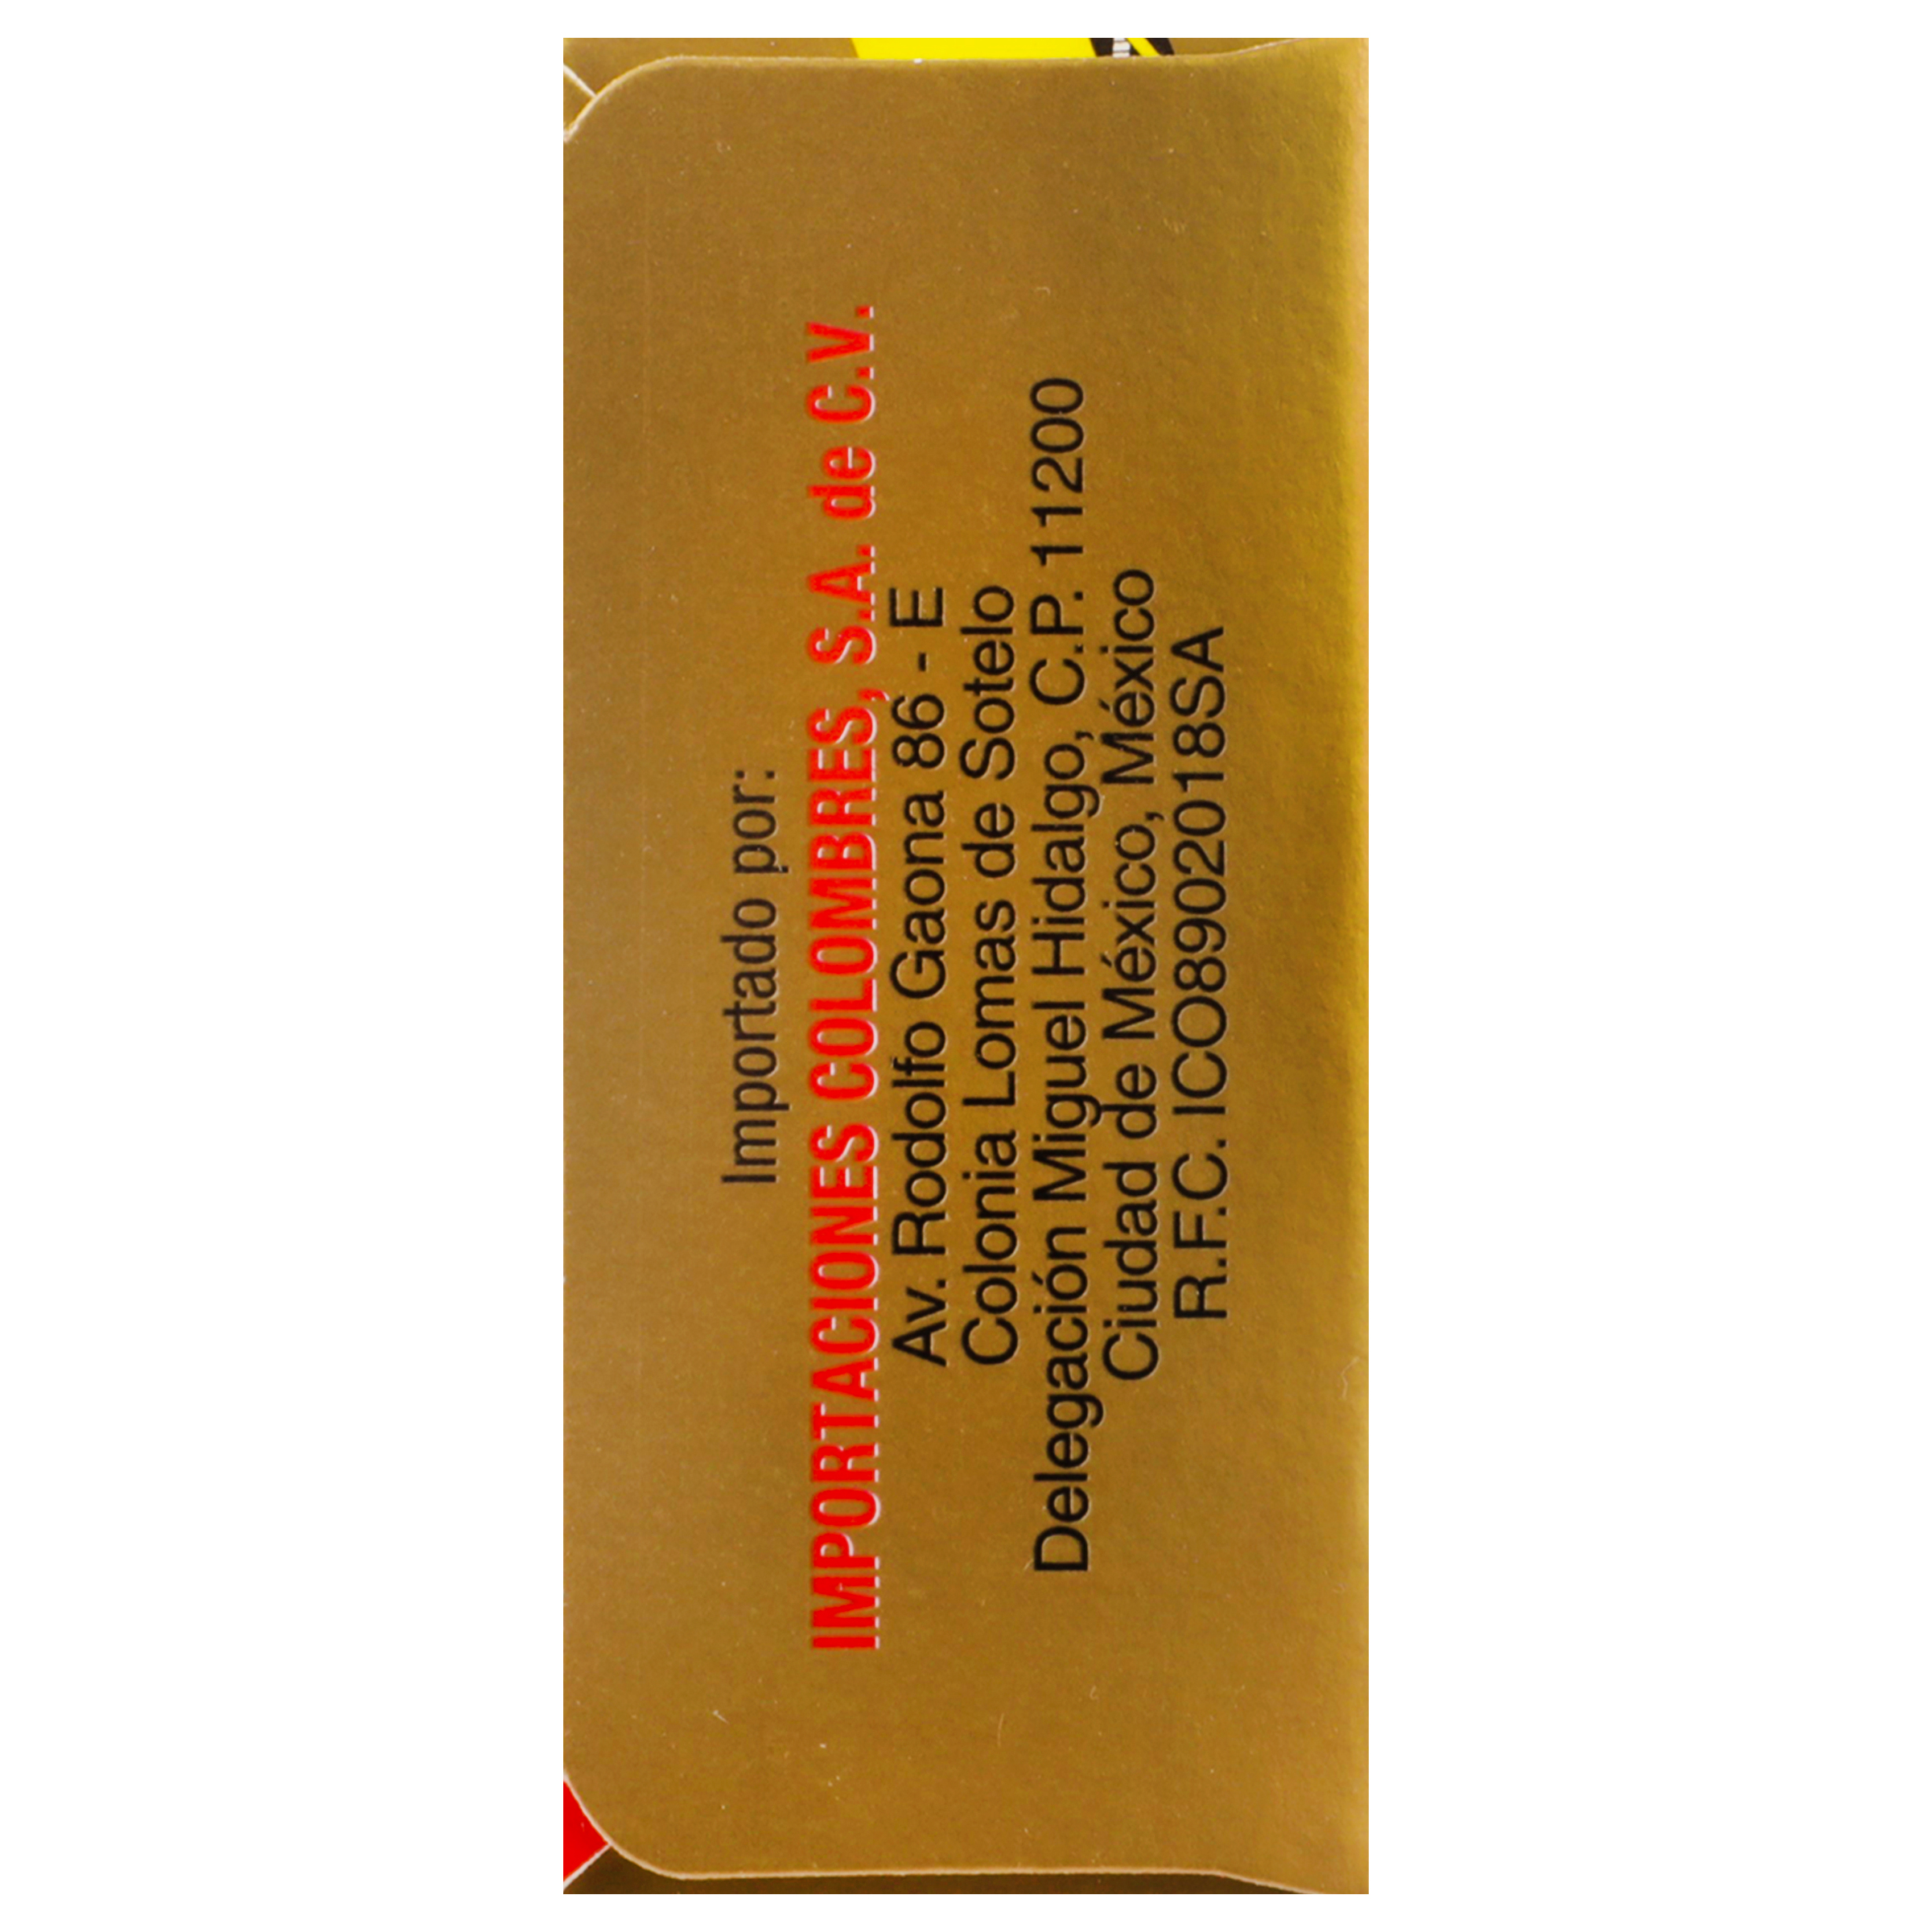 Importado por:
IMPORTACIONES COLOMBRES, S.A. de C.V.
Av. Rodolfo Gaona 86 - E
Colonia Lomas de Sotelo
Delegación Miguel Hidalgo, C.P. 11200
Ciudad de México, México
R.F.C. ICO8902018SA